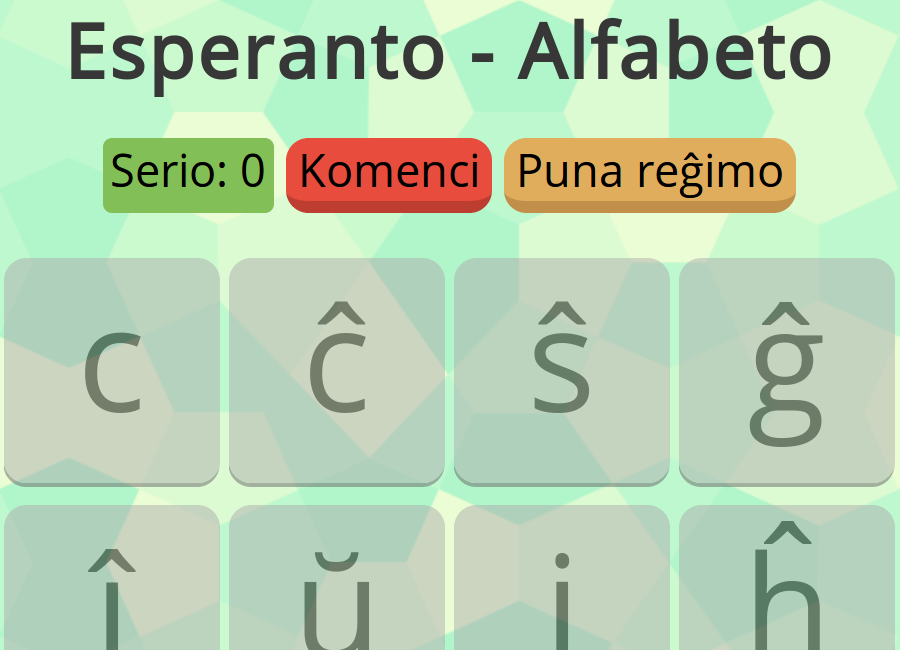 Esperanto - Alfabeto
Serio: 0 Komenci Puna reĝimo
c ĉ ŝ ĝ
ĵ ŭ j ĥ